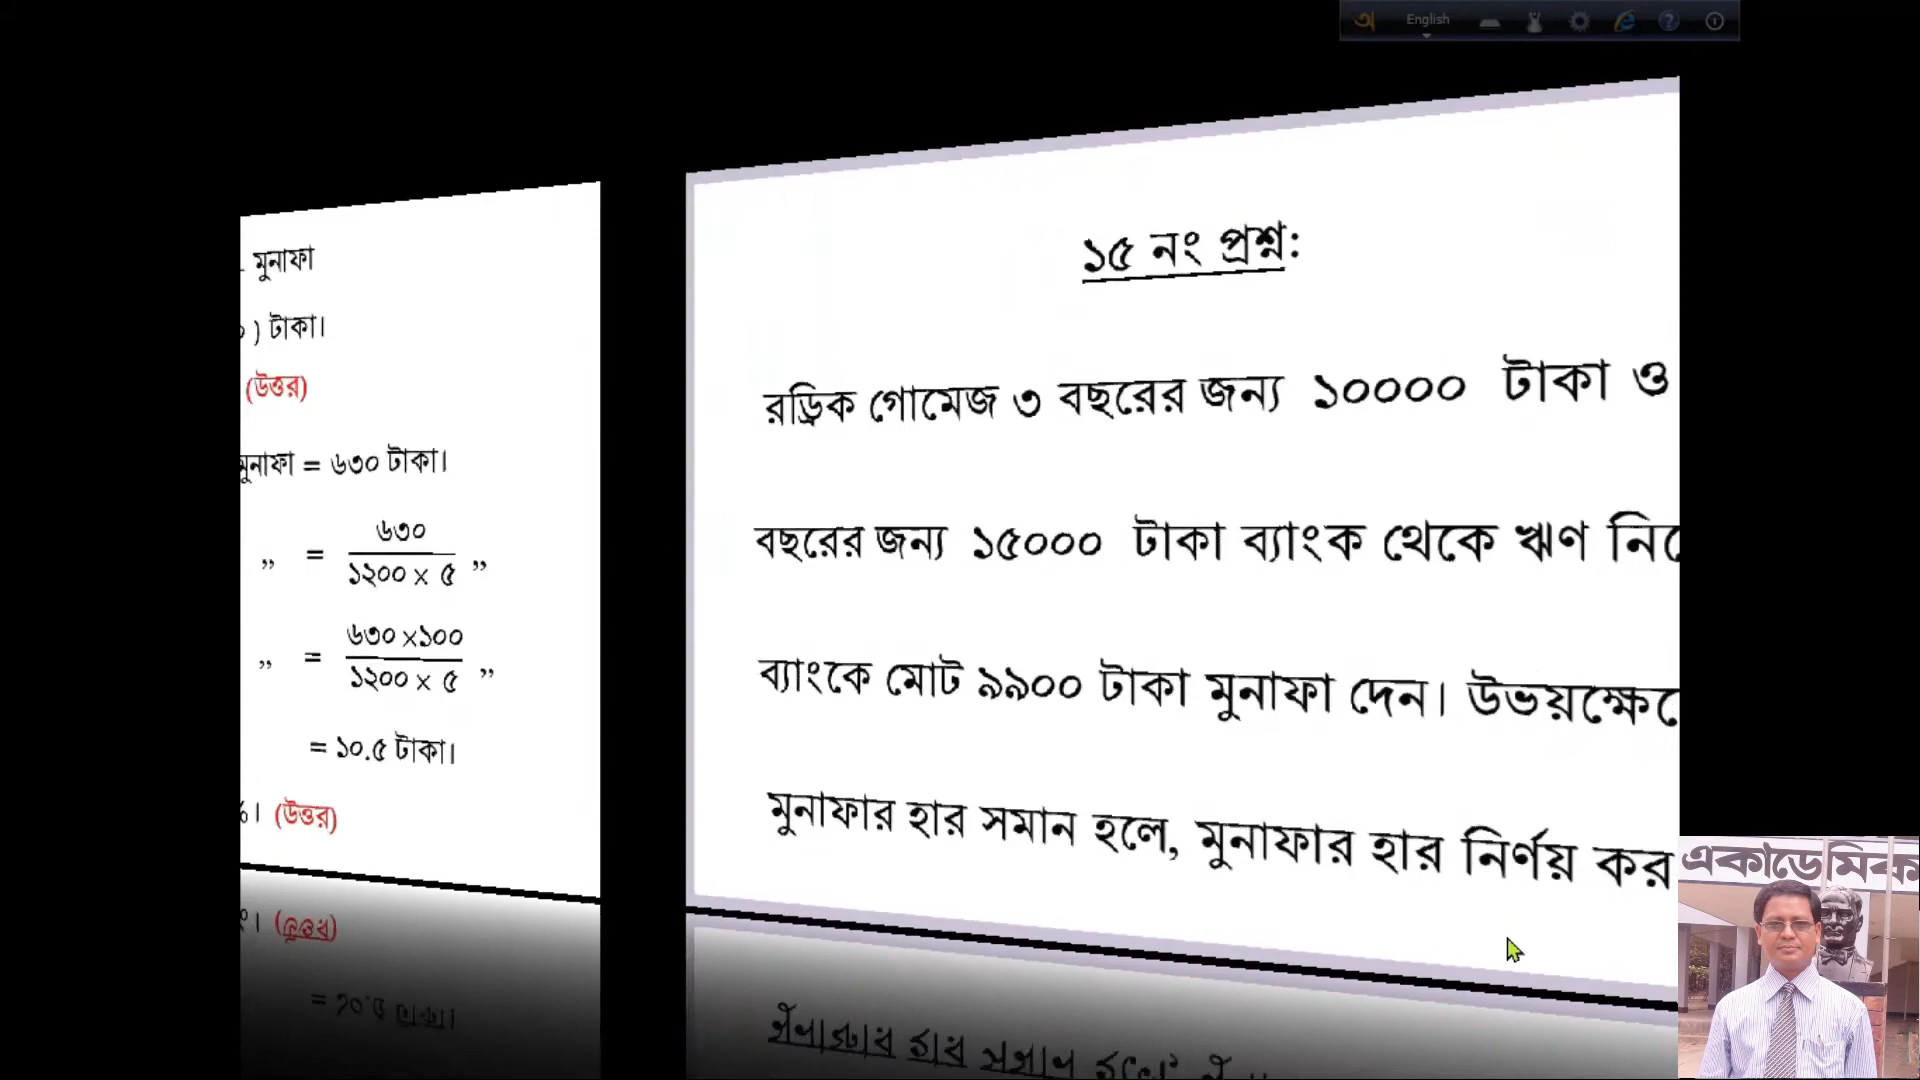 English
মুনাফা
) টাকা।
(উত্তর)
মুনাফা = ৬৩০ টাকা।
” = ৬৩০ / ১২০০ × ৫ ”
” = ৬৩০ ×১০০ / ১২০০ × ৫ ”
= ১০.৫ টাকা।
। (উত্তর)
১৫ নং প্রশ্ন:
রড্রিক গোমেজ ৩ বছরের জন্য ১০০০০ টাকা ও
বছরের জন্য ১৫০০০ টাকা ব্যাংক থেকে ঋণ
ব্যাংকে মোট ৯৯০০ টাকা মুনাফা দেন।
মুনাফার হার সমান হলে, মুনাফার হার নির্ণয় কর
একাডেমিক